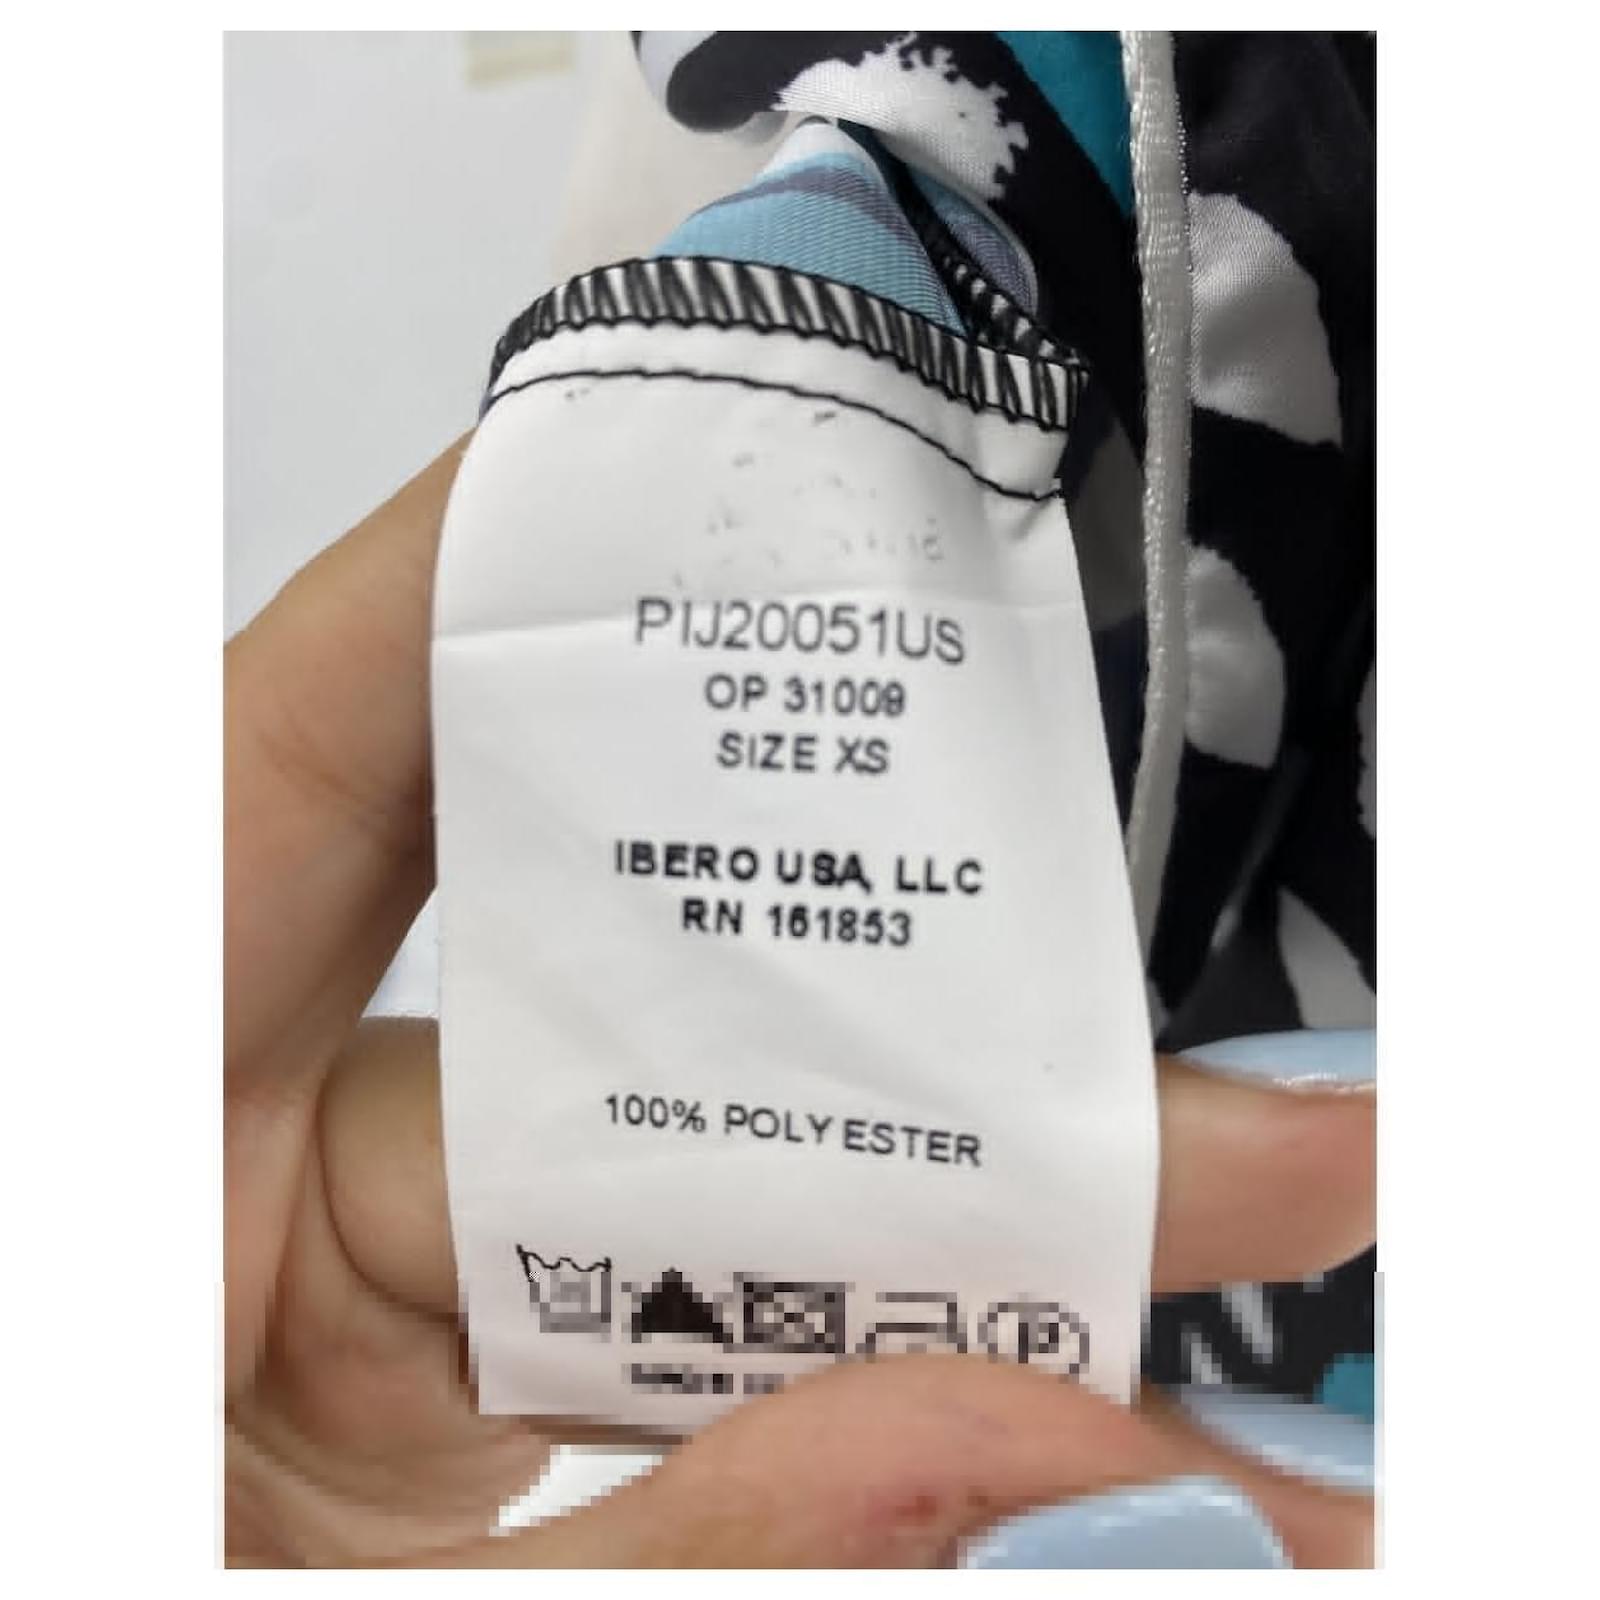 PIJ20051US
OP 31009
SIZE XS
IBERO USA, LLC
RN 161853
100% POLYESTER